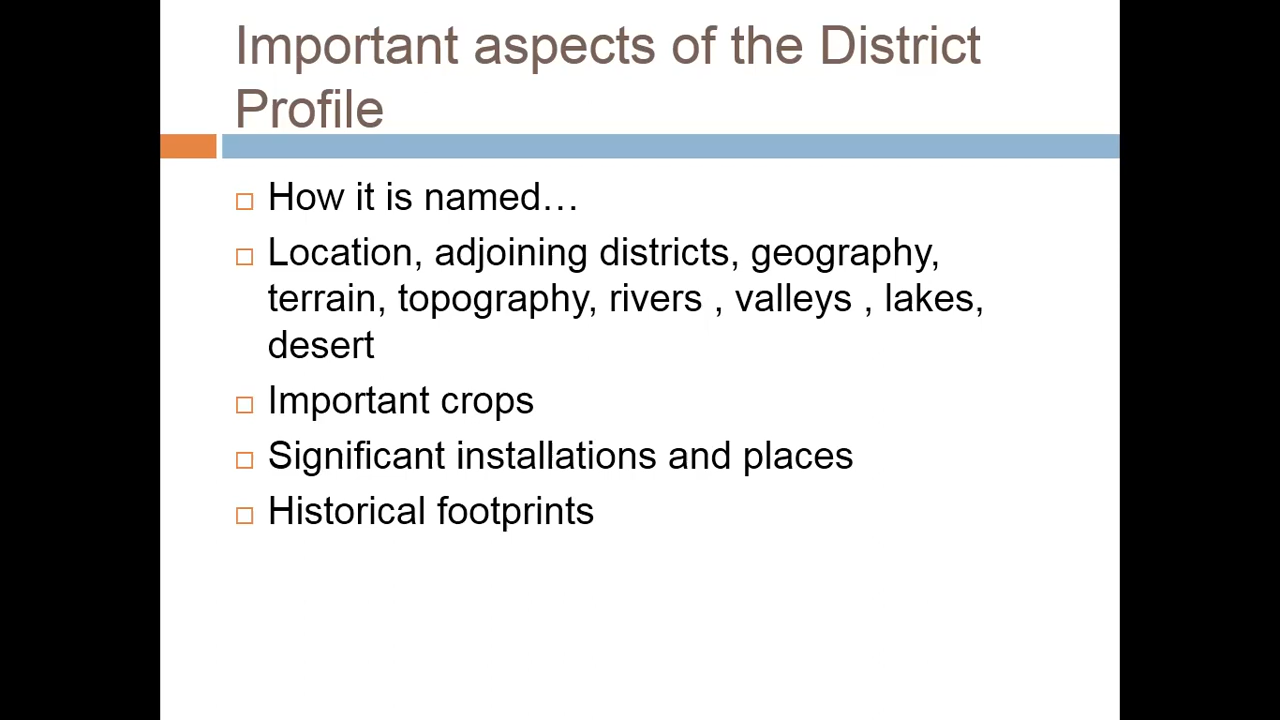 Important aspects of the District
Profile
How it is named…
Location, adjoining districts, geography,
terrain, topography, rivers , valleys , lakes,
desert
Important crops
Significant installations and places
Historical footprints